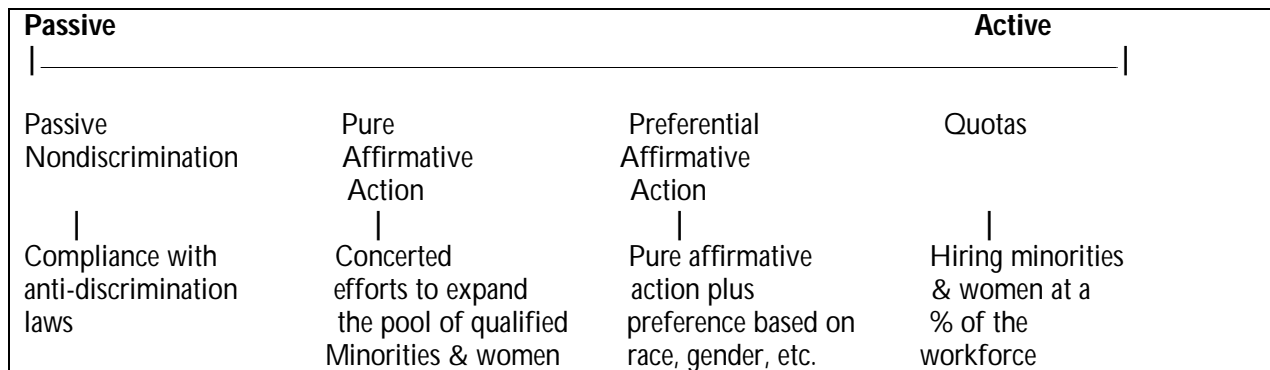 Passive Active
Passive Pure Preferential Quotas
Nondiscrimination Affirmative Affirmative
Action Action
Compliance with Concerted Pure affirmative Hiring minorities
anti-discrimination efforts to expand action plus & women at a
laws the pool of qualified preference based on % of the
Minorities & women race, gender, etc. workforce